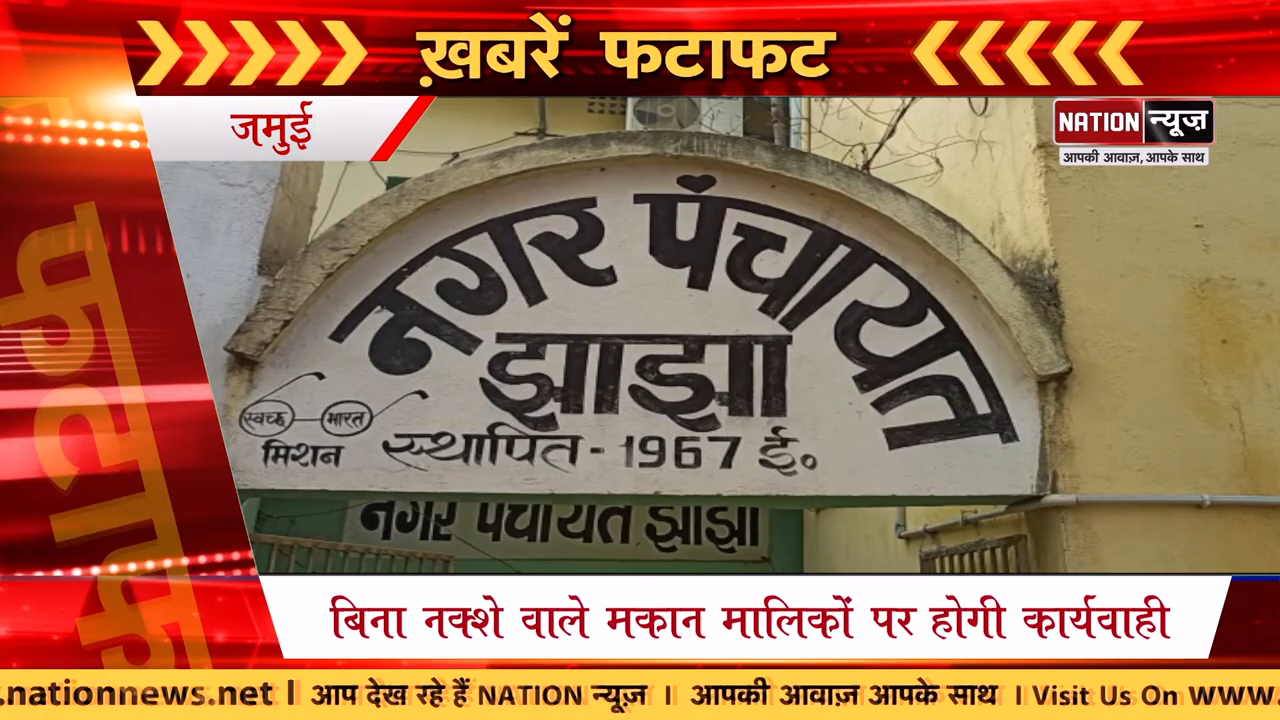 ख़बरें फटाफट
जमुई
NATION न्यूज़
आपकी आवाज़, आपके साथ
नगर पंचायत
झाझा
स्वच्छ भारत
मिशन
स्थापित - 1967 ई०
नगर पंचायत झाझा
बिना नक्शे वाले मकान मालिकों पर होगी कार्यवाही
.nationnews.net । आप देख रहे हैं NATION न्यूज़ । आपकी आवाज़ आपके साथ । Visit Us On WWW.